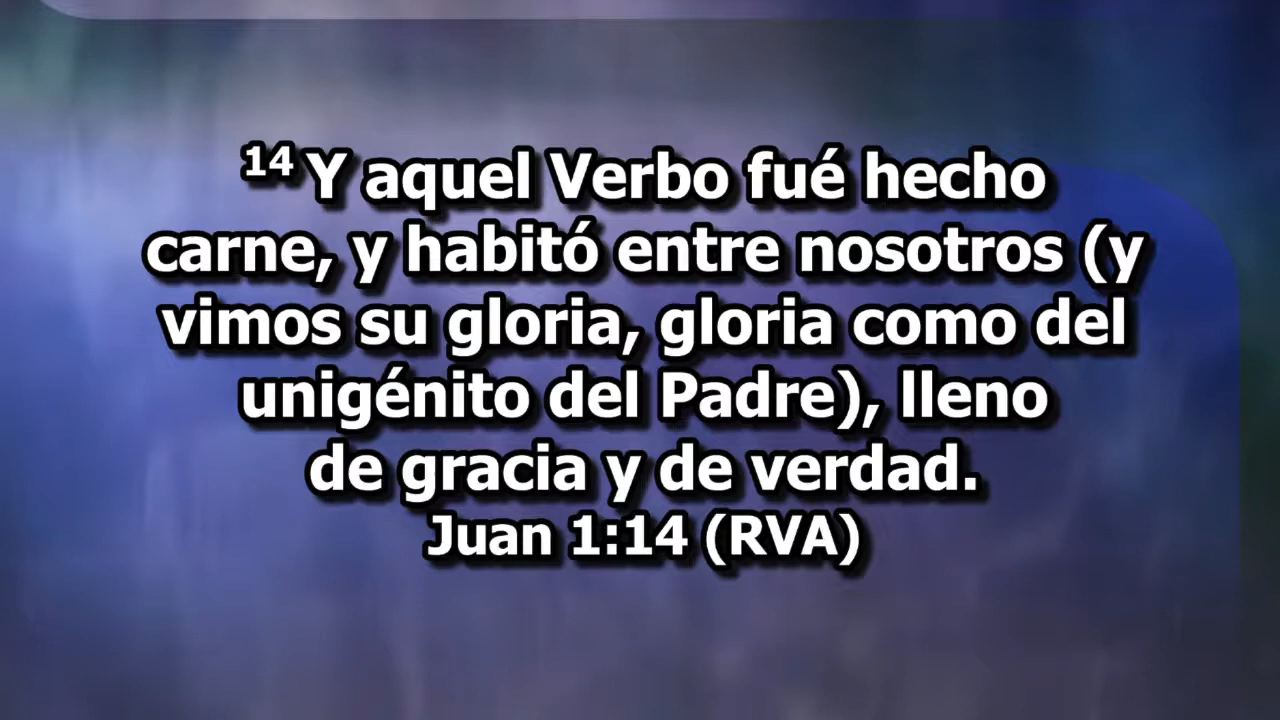 14 Y aquel Verbo fué hecho
carne, y habitó entre nosotros (y
vimos su gloria, gloria como del
unigénito del Padre), lleno
de gracia y de verdad.
Juan 1:14 (RVA)